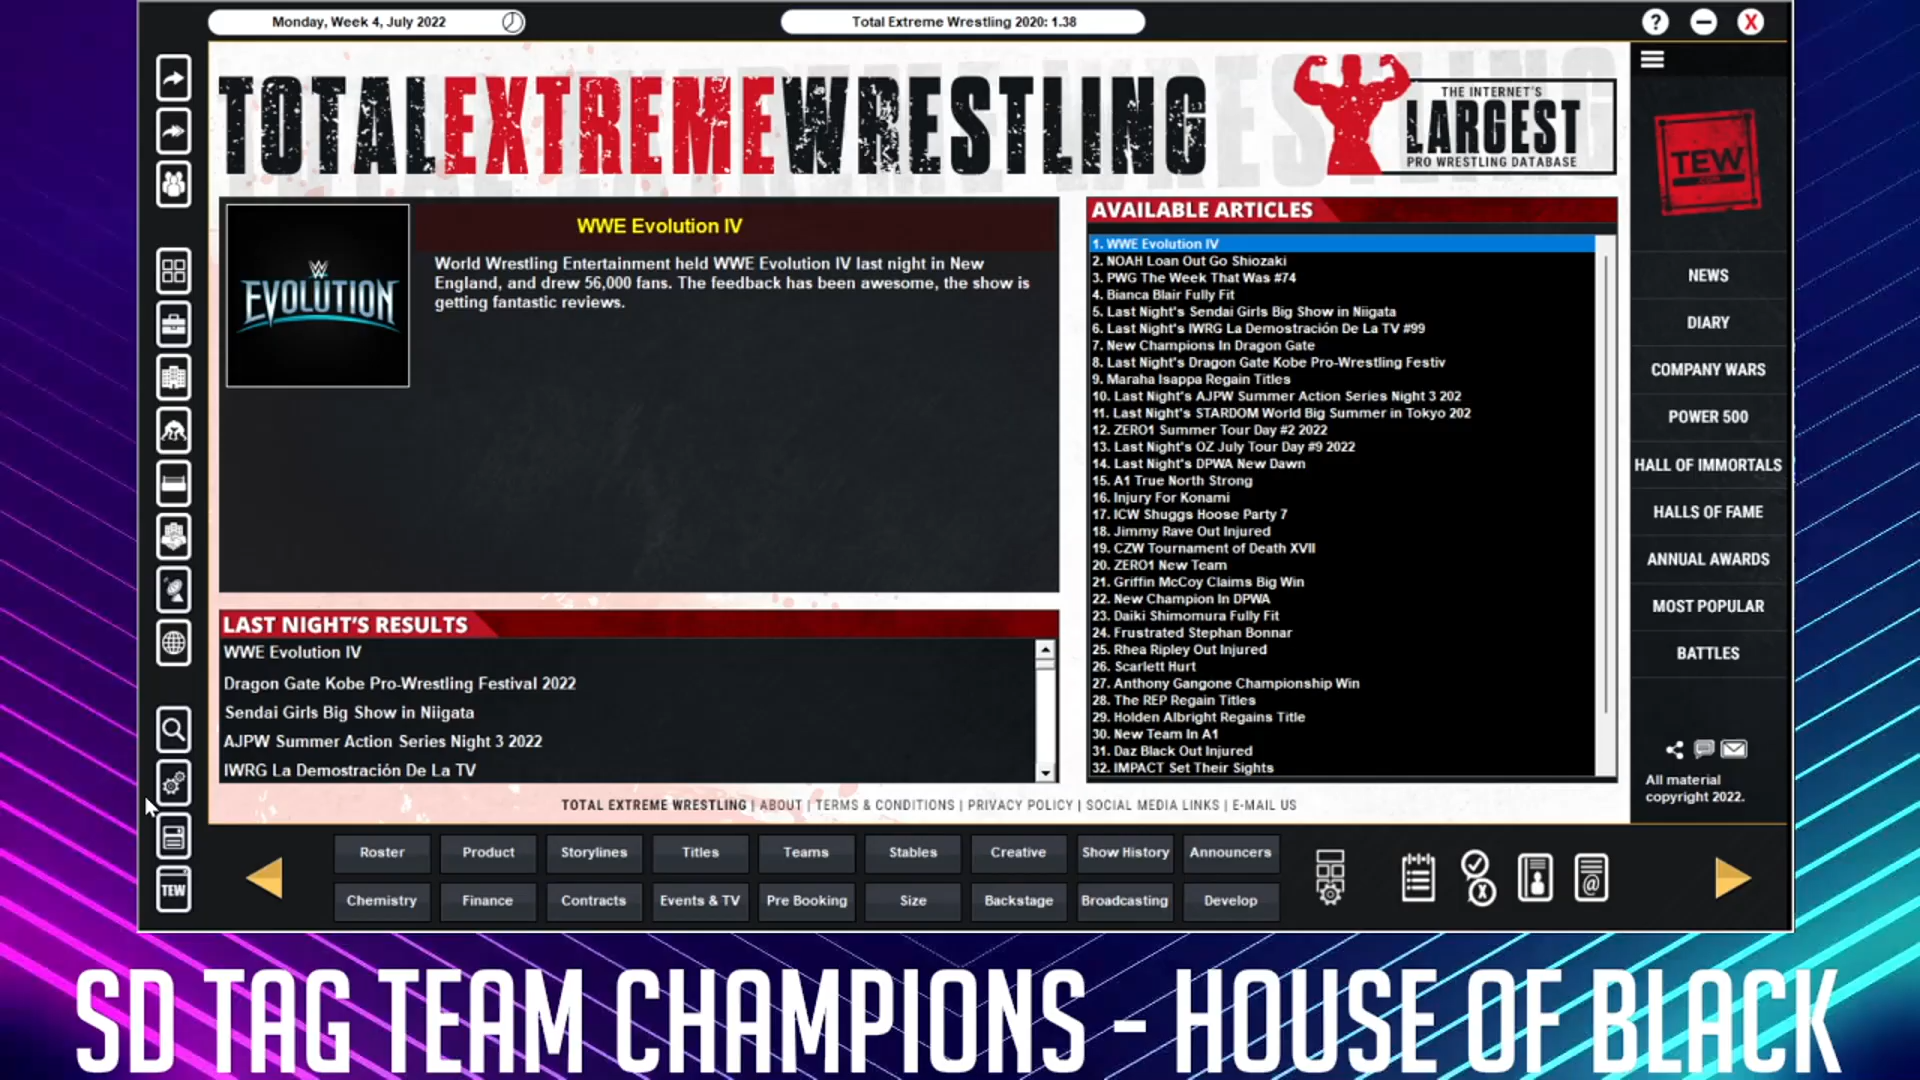 Monday, Week 4, July 2022
Total Extreme Wrestling 2020: 1.38
?
X
TOTALEXTREMEWRESTLING
THE INTERNET'S
LARGEST
PRO WRESTLING DATABASE
WWE Evolution IV
World Wrestling Entertainment held WWE Evolution IV last night in New
England, and drew 56,000 fans. The feedback has been awesome, the show is
getting fantastic reviews.
W
EVOLUTION
LAST NIGHT'S RESULTS
WWE Evolution IV
Dragon Gate Kobe Pro-Wrestling Festival 2022
Sendai Girls Big Show in Niigata
AJPW Summer Action Series Night 3 2022
IWRG La Demostración De La TV
AVAILABLE ARTICLES
1. WWE Evolution IV
2. NOAH Loan Out Go Shiozaki
3. PWG The Week That Was #74
4. Bianca Blair Fully Fit
5. Last Night's Sendai Girls Big Show in Niigata
6. Last Night's IWRG La Demostración De La TV #99
7. New Champions In Dragon Gate
8. Last Night's Dragon Gate Kobe Pro-Wrestling Festiv
9. Maraha Isappa Regain Titles
10. Last Night's AJPW Summer Action Series Night 3 202
11. Last Night's STARDOM World Big Summer in Tokyo 202
12. ZERO1 Summer Tour Day #2 2022
13. Last Night's OZ July Tour Day #9 2022
14. Last Night's DPWA New Dawn
15. A1 True North Strong
16. Injury For Konami
17. ICW Shuggs Hoose Party 7
18. Jimmy Rave Out Injured
19. CZW Tournament of Death XVII
20. ZERO1 New Team
21. Griffin McCoy Claims Big Win
22. New Champion In DPWA
23. Daiki Shimomura Fully Fit
24. Frustrated Stephan Bonnar
25. Rhea Ripley Out Injured
26. Scarlett Hurt
27. Anthony Gangone Championship Win
28. The REP Regain Titles
29. Holden Albright Regains Title
30. New Team In A1
31. Daz Black Out Injured
32. IMPACT Set Their Sights
TEW
.COM
NEWS
DIARY
COMPANY WARS
POWER 500
HALL OF IMMORTALS
HALLS OF FAME
ANNUAL AWARDS
MOST POPULAR
BATTLES
All material
copyright 2022.
TOTAL EXTREME WRESTLING | ABOUT | TERMS & CONDITIONS | PRIVACY POLICY | SOCIAL MEDIA LINKS | E-MAIL US
TEW
Roster Product Storylines Titles Teams Stables Creative Show History Announcers
Chemistry Finance Contracts Events & TV Pre Booking Size Backstage Broadcasting Develop
SD TAG TEAM CHAMPIONS - HOUSE OF BLACK